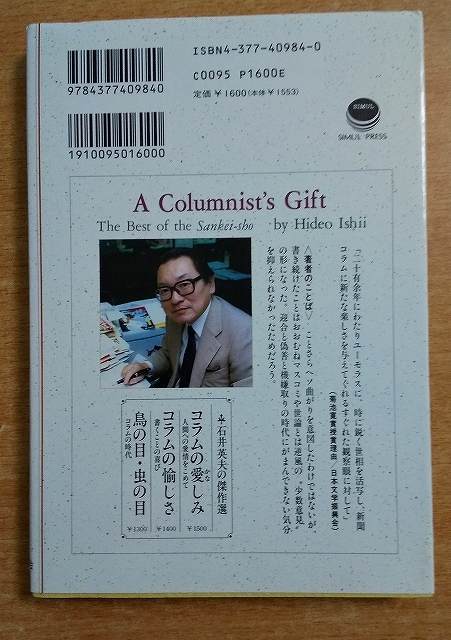 ISBN4-377-40984-0
C0095 P1600E
定価 ¥1600(本体 ¥1553)
9784377409840
1910095016000
SIMUL
SIMUL PRESS
A Columnist's Gift
The Best of the Sankei-sho by Hideo Ishii
『二十有余年にわたりユーモラスに、時に鋭く世相を活写し、新聞
コラムに新たな楽しさを与えてくれるすぐれた観察眼に対して』
(菊池寛賞授賞理由/日本文学振興会)
〈著者のことば〉 ことさらヘソ曲がりを意図したわけではないが、
書き続けたことはおおむねマスコミや世論とは逆風の“少数意見”
の形になった。迎合と偽善と機嫌取りの時代にがまんできない気分
を抑えられなかったためだろう。
石井英夫の傑作選
コラムの愛しみ
かな
人間への愛情をこめて
¥1500
コラムの愉しさ
書くことの喜び
¥1400
鳥の目・虫の目
コラムの時代
¥1300